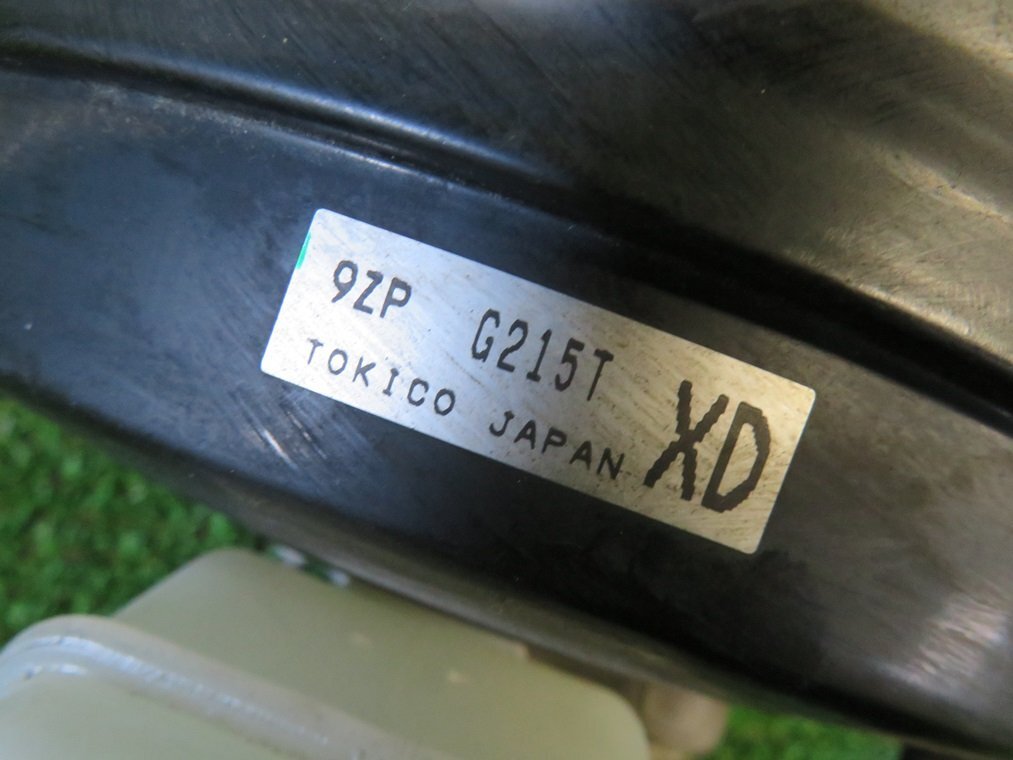 9ZP G215T
TOKICO JAPAN XD